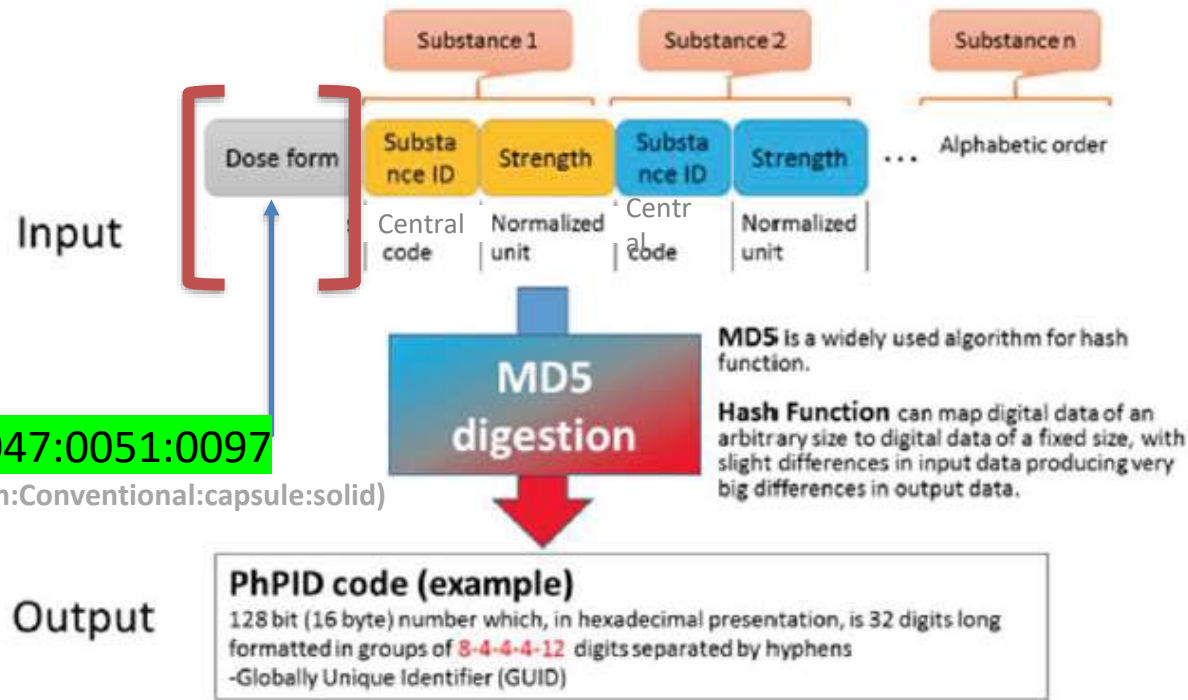 Substance 1
Substance 2
Substance n
Dose form
Substa
nce ID
Strength
Substa
nce ID
Strength
...
Alphabetic order
Input
Central
code
Normalized
unit
Centr
al
code
Normalized
unit
MD5
digestion
MD5 is a widely used algorithm for hash
function.
Hash Function can map digital data of an
arbitrary size to digital data of a fixed size, with
slight differences in input data producing very
big differences in output data.
47:0051:0097
:Conventional:capsule:solid)
Output
PhPID code (example)
128 bit (16 byte) number which, in hexadecimal presentation, is 32 digits long
formatted in groups of 8-4-4-4-12 digits separated by hyphens
-Globally Unique Identifier (GUID)